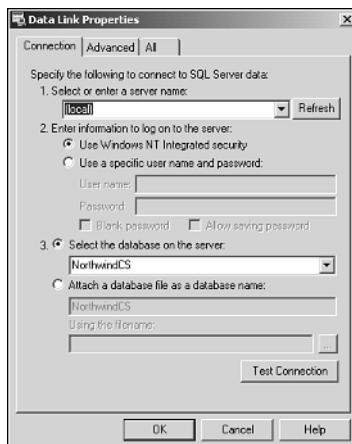 Data Link Properties
Connection Advanced All
Specify the following to connect to SQL Server data:
1. Select or enter a server name:
(local) Refresh
2. Enter information to log on to the server:
Use Windows NT Integrated security
Use a specific user name and password:
User name:
Password:
Blank password Allow saving password
3. Select the database on the server:
NorthwindCS
Attach a database file as a database name:
NorthwindCS
Using the filename:
...
Test Connection
OK Cancel Help